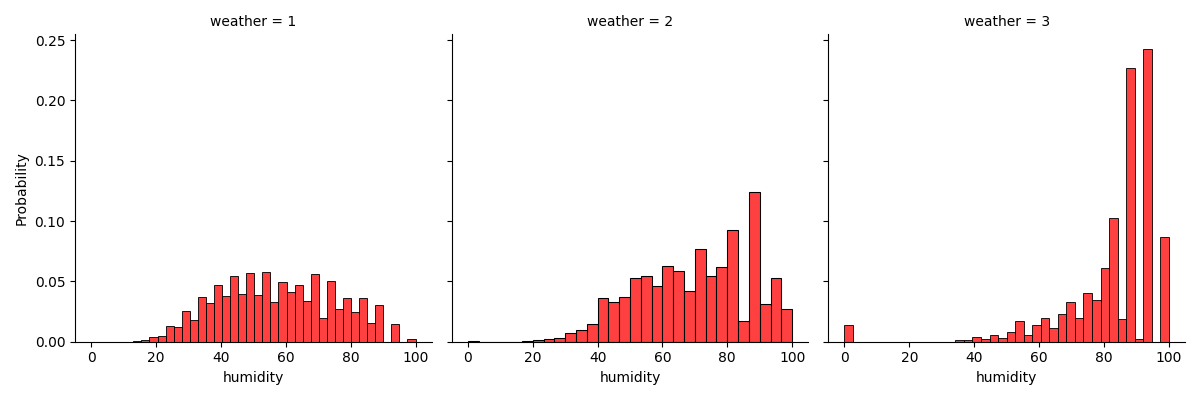 weather = 1
weather = 2
weather = 3
Probability
0.25
0.20
0.15
0.10
0.05
0.00
0 20 40 60 80 100
0 20 40 60 80 100
0 20 40 60 80 100
humidity
humidity
humidity